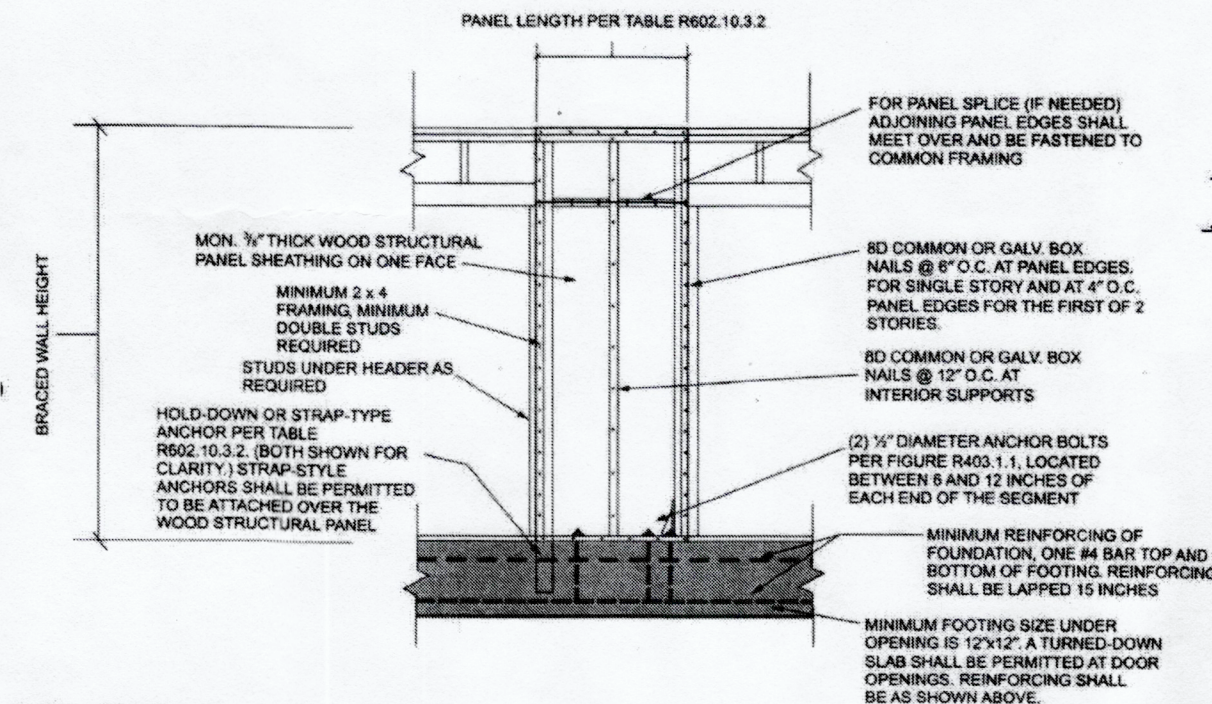 PANEL LENGTH PER TABLE R602.10.3.2
FOR PANEL SPLICE (IF NEEDED)
ADJOINING PANEL EDGES SHALL
MEET OVER AND BE FASTENED TO
COMMON FRAMING
BRACED WALL HEIGHT
MON. ⅜" THICK WOOD STRUCTURAL
PANEL SHEATHING ON ONE FACE
MINIMUM 2 x 4
FRAMING, MINIMUM
DOUBLE STUDS
REQUIRED
STUDS UNDER HEADER AS
REQUIRED
HOLD-DOWN OR STRAP-TYPE
ANCHOR PER TABLE
R602.10.3.2. (BOTH SHOWN FOR
CLARITY.) STRAP-STYLE
ANCHORS SHALL BE PERMITTED
TO BE ATTACHED OVER THE
WOOD STRUCTURAL PANEL
8D COMMON OR GALV. BOX
NAILS @ 6" O.C. AT PANEL EDGES.
FOR SINGLE STORY AND AT 4" O.C.
PANEL EDGES FOR THE FIRST OF 2
STORIES.
8D COMMON OR GALV. BOX
NAILS @ 12" O.C. AT
INTERIOR SUPPORTS
(2) ½" DIAMETER ANCHOR BOLTS
PER FIGURE R403.1.1, LOCATED
BETWEEN 6 AND 12 INCHES OF
EACH END OF THE SEGMENT
MINIMUM REINFORCING OF
FOUNDATION, ONE #4 BAR TOP AND
BOTTOM OF FOOTING. REINFORCING
SHALL BE LAPPED 15 INCHES
MINIMUM FOOTING SIZE UNDER
OPENING IS 12"x12". A TURNED-DOWN
SLAB SHALL BE PERMITTED AT DOOR
OPENINGS. REINFORCING SHALL
BE AS SHOWN ABOVE.